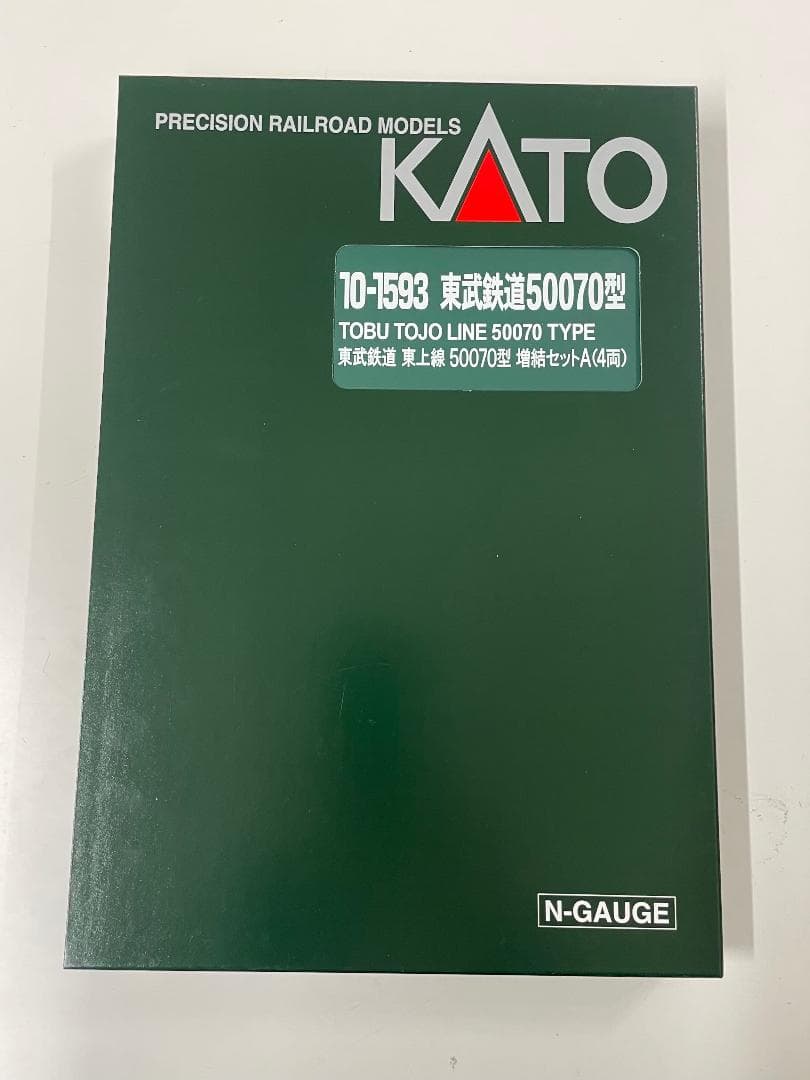 PRECISION RAILROAD MODELS
KATO
10-1593 東武鉄道50070型
TOBU TOJO LINE 50070 TYPE
東武鉄道 東上線 50070型 増結セットA(4両)
N-GAUGE